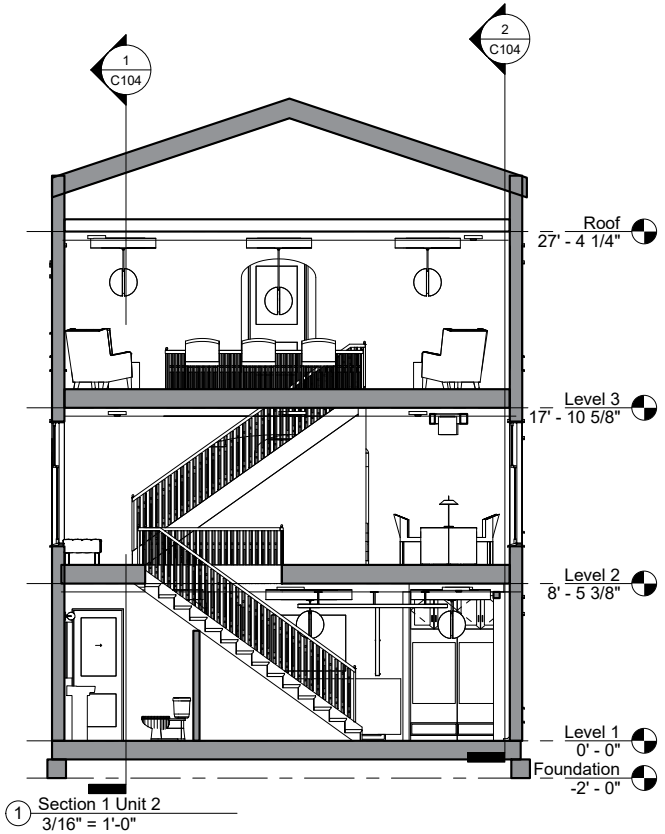 1
C104
2
C104
Roof
27' - 4 1/4"
Level 3
17' - 10 5/8"
Level 2
8' - 5 3/8"
Level 1
0' - 0"
Foundation
-2' - 0"
1 Section 1 Unit 2
3/16" = 1'-0"